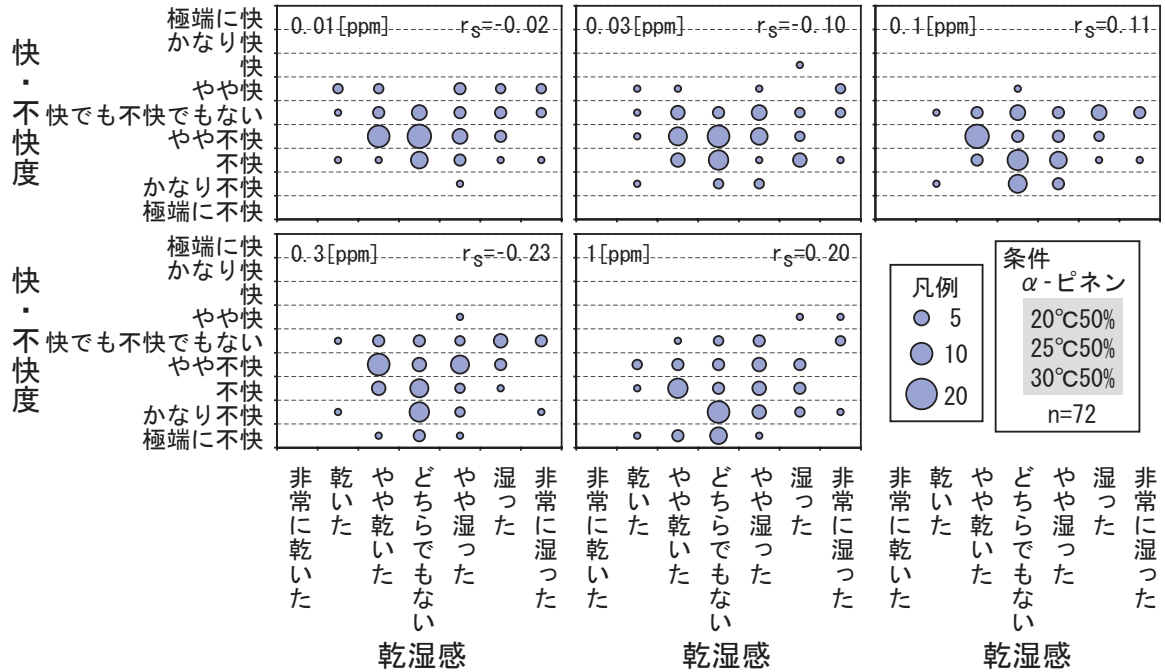 快・不快度
極端に快
かなり快
快
やや快
快でも不快でもない
やや不快
不快
かなり不快
極端に不快
0.01[ppm] rs=-0.02
0.03[ppm] rs=-0.10
0.1[ppm] rs=0.11
快・不快度
極端に快
かなり快
快
やや快
快でも不快でもない
やや不快
不快
かなり不快
極端に不快
0.3[ppm] rs=-0.23
1[ppm] rs=0.20
凡例
5
10
20
条件
α-ピネン
20℃50%
25℃50%
30℃50%
n=72
非常に乾いた
乾いた
やや乾いた
どちらでもない
やや湿った
湿った
非常に湿った
乾湿感
非常に乾いた
乾いた
やや乾いた
どちらでもない
やや湿った
湿った
非常に湿った
乾湿感
非常に乾いた
乾いた
やや乾いた
どちらでもない
やや湿った
湿った
非常に湿った
乾湿感